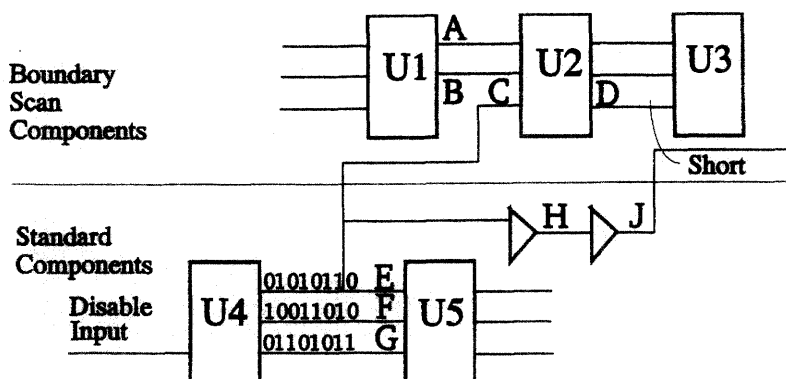 A
U1
U2
U3
Boundary
Scan
Components
B
C
D
Short
H
J
Standard
Components
Disable
Input
U4
01010110
E
10011010
F
01101011
G
U5